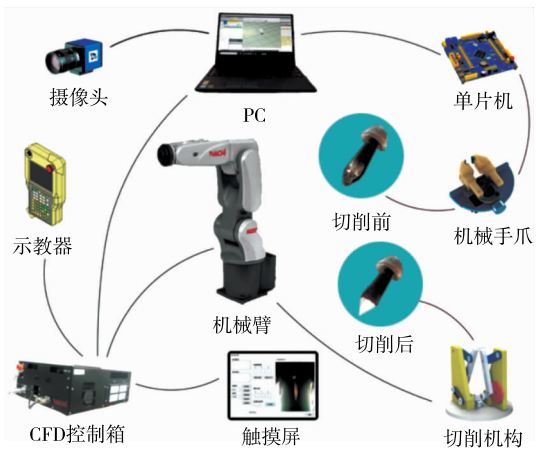 摄像头
PC
单片机
示教器
机械臂
切削前
机械手爪
切削后
CFD控制箱
触摸屏
切削机构